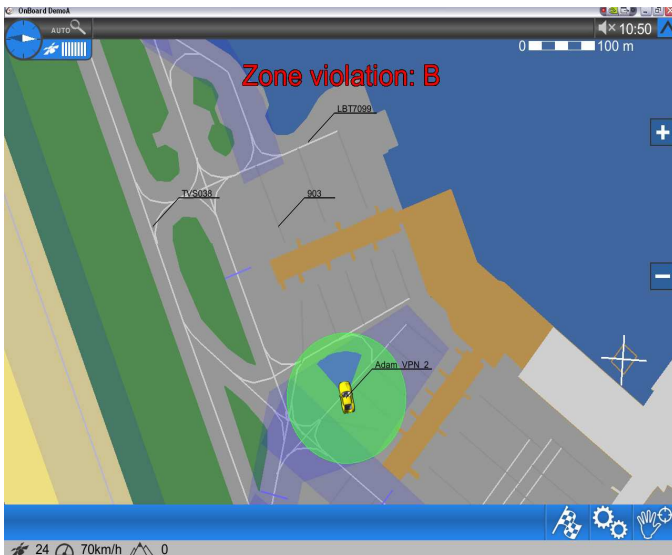 OnBoard DemoA
AUTO
10:50
0 100 m
Zone violation: B
LBT7099
TVS038
903
Adam_VPN_2
24 70km/h 0